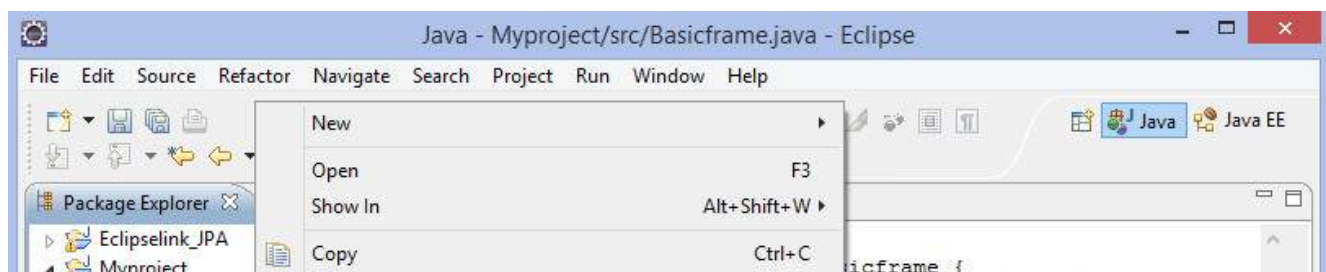 Java - Myproject/src/Basicframe.java - Eclipse
File Edit Source Refactor Navigate Search Project Run Window Help
New
Java Java EE
Open F3
Package Explorer
Show In Alt+Shift+W
Eclipselink_JPA
Copy Ctrl+C
Myproject
icframe {